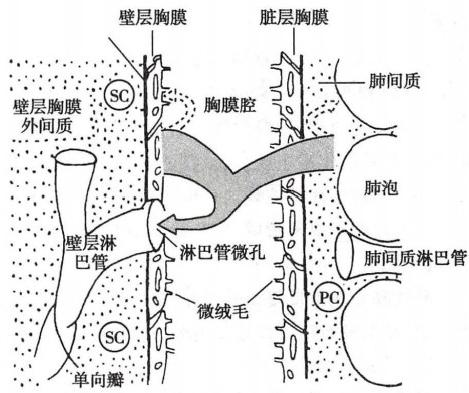 壁层胸膜
脏层胸膜
SC
壁层胸膜
外间质
胸膜腔
肺间质
肺泡
壁层淋
巴管
淋巴管微孔
肺间质淋巴管
微绒毛
PC
SC
单向瓣